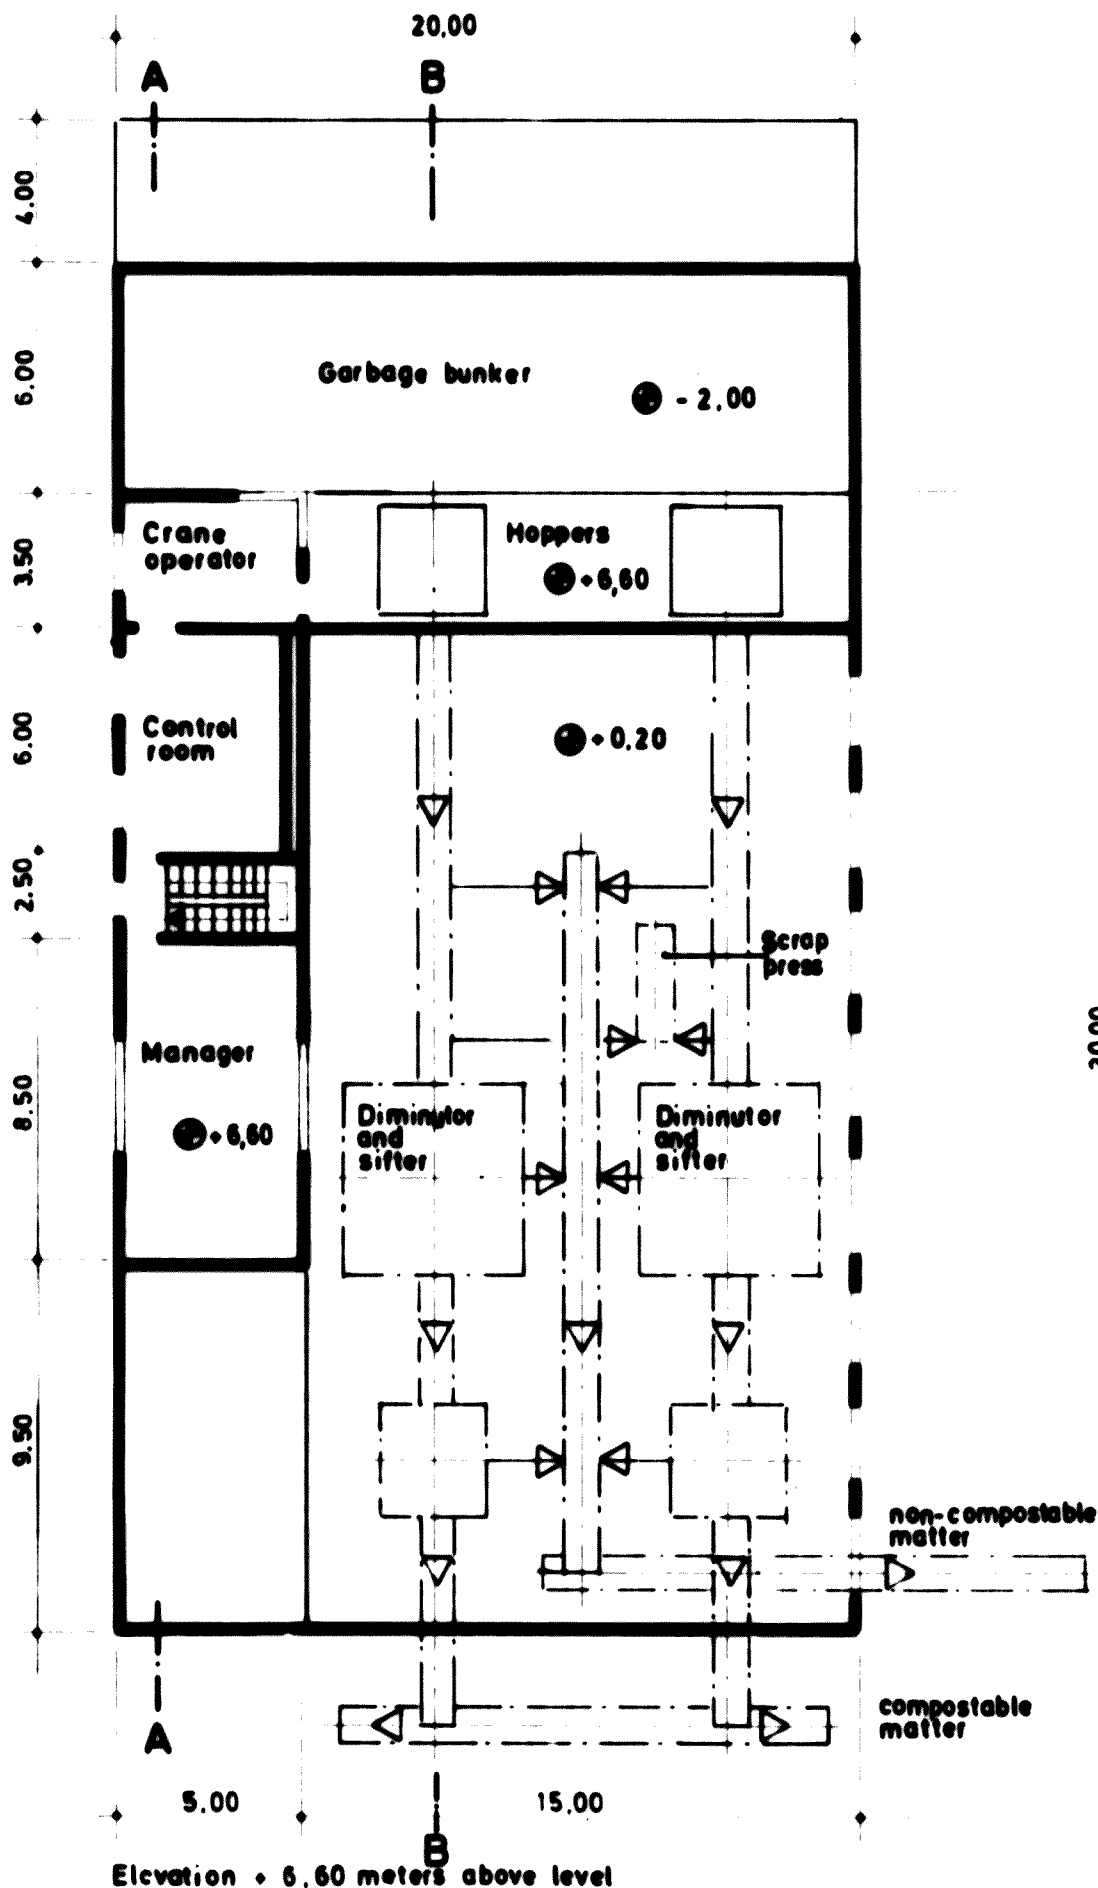 20,00
A
B
4.00
6.00
Garbage bunker
- 2,00
3.50
Crane
operator
Hoppers
+6,60
6.00
Control
room
+0,20
2.50
Scrap
press
8.50
Manager
+6,60
Diminutor
and
sifter
Diminutor
and
sifter
20,00
9.50
non-compostable
matter
A
compostable
matter
5,00
15,00
B
Elevation + 6,60 meters above level